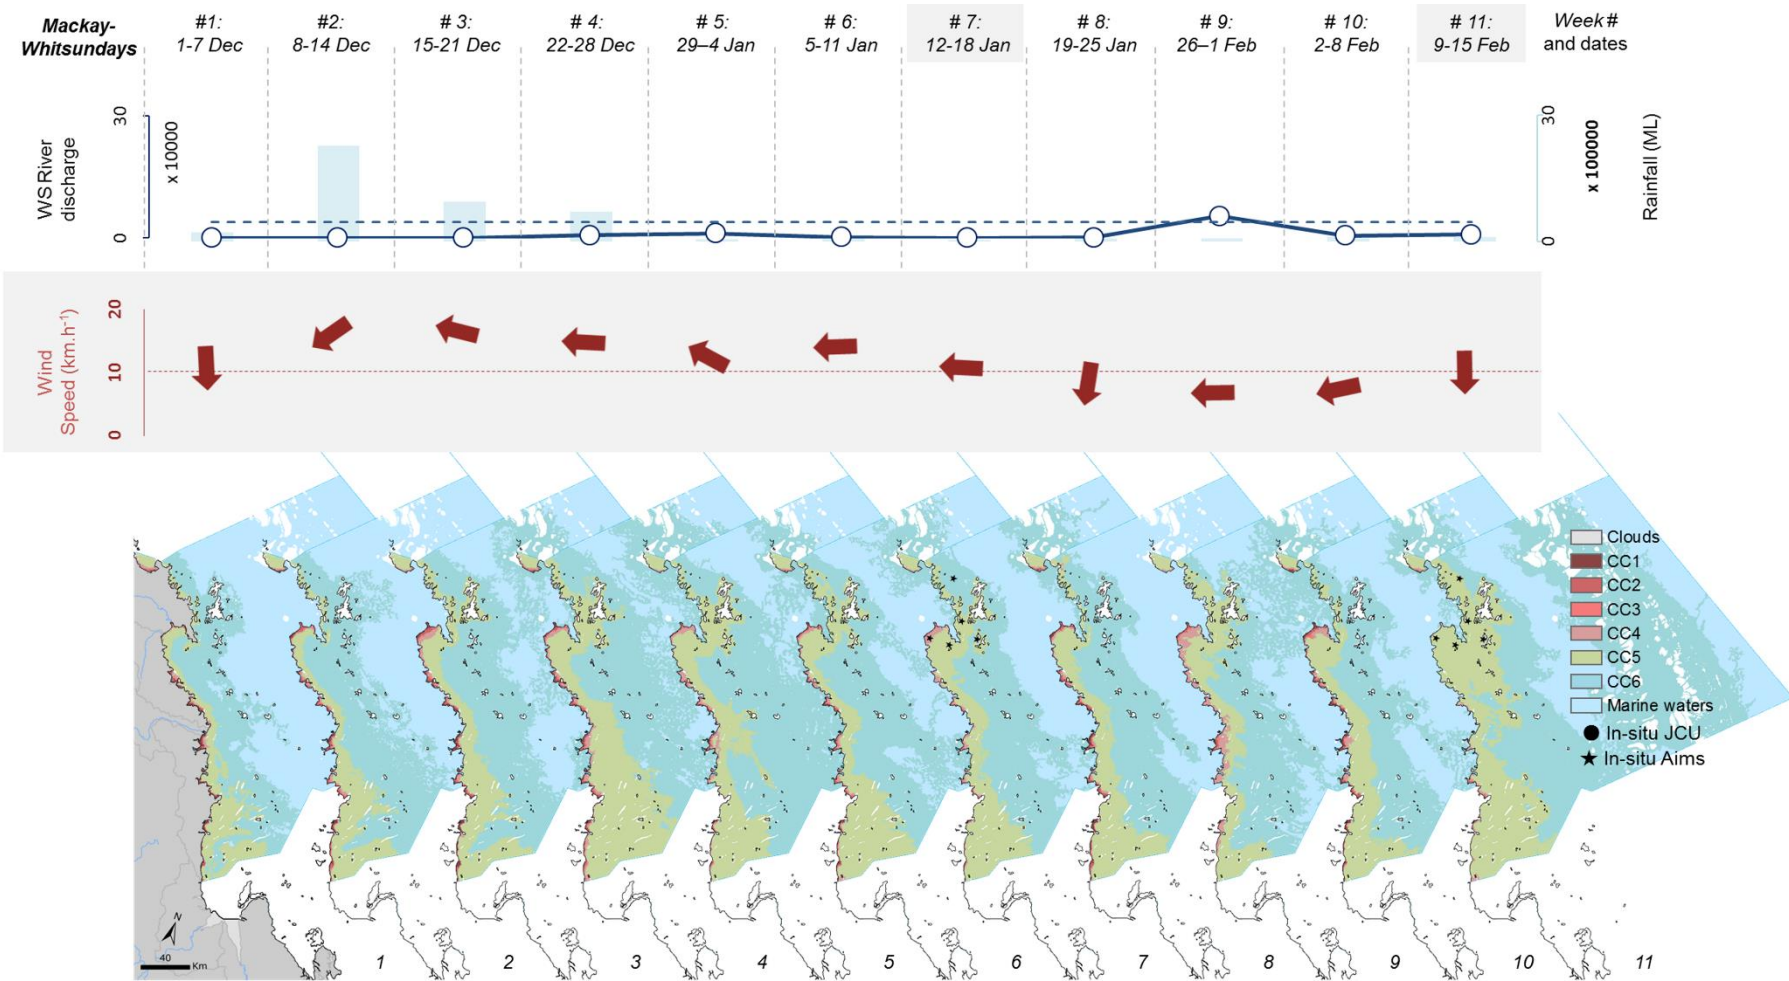 Mackay-
Whitsundays
#1:
1-7 Dec
#2:
8-14 Dec
# 3:
15-21 Dec
# 4:
22-28 Dec
# 5:
29–4 Jan
# 6:
5-11 Jan
# 7:
12-18 Jan
# 8:
19-25 Jan
# 9:
26–1 Feb
# 10:
2-8 Feb
# 11:
9-15 Feb
Week #
and dates
WS River
discharge
30
0
x 10000
30
0
x 100000
Rainfall (ML)
Wind
Speed (km.h⁻¹)
20
10
0
Clouds
CC1
CC2
CC3
CC4
CC5
CC6
Marine waters
In-situ JCU
In-situ Aims
N
40
Km
1
2
3
4
5
6
7
8
9
10
11